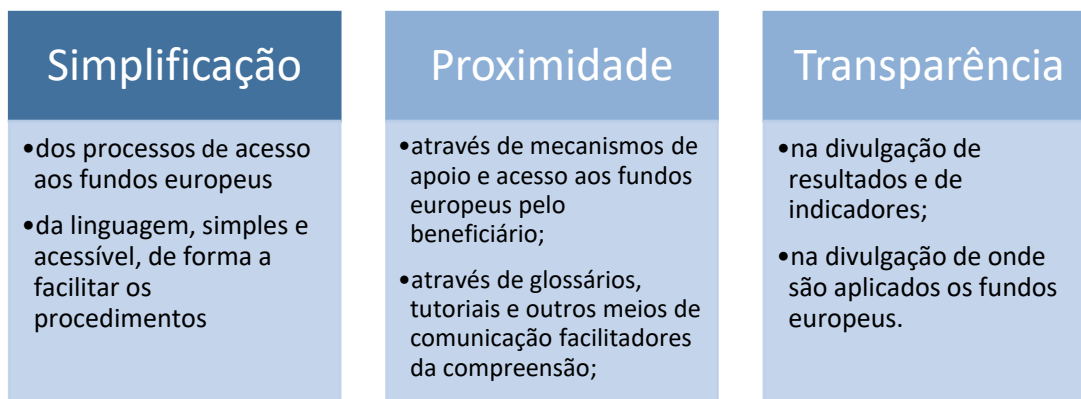 Simplificação
•dos processos de acesso
aos fundos europeus
•da linguagem, simples e
acessível, de forma a
facilitar os
procedimentos
Proximidade
•através de mecanismos de
apoio e acesso aos fundos
europeus pelo
beneficiário;
•através de glossários,
tutoriais e outros meios de
comunicação facilitadores
da compreensão;
Transparência
•na divulgação de
resultados e de
indicadores;
•na divulgação de onde
são aplicados os fundos
europeus.